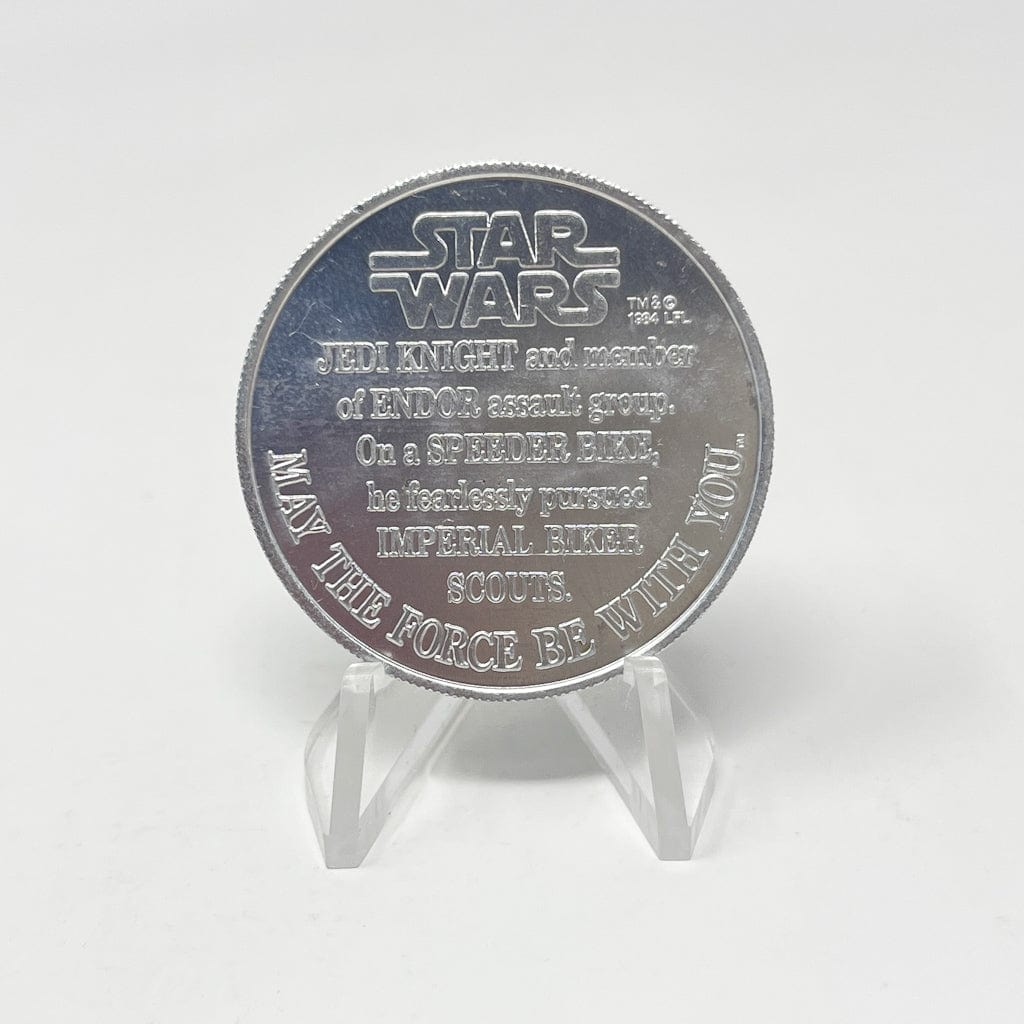 STAR
WARS
TM & ©
1984 LFL
JEDI KNIGHT and member
of ENDOR assault group.
On a SPEEDER BIKE,
he fearlessly pursued
IMPERIAL BIKER
SCOUTS.
MAY THE FORCE BE WITH YOU™